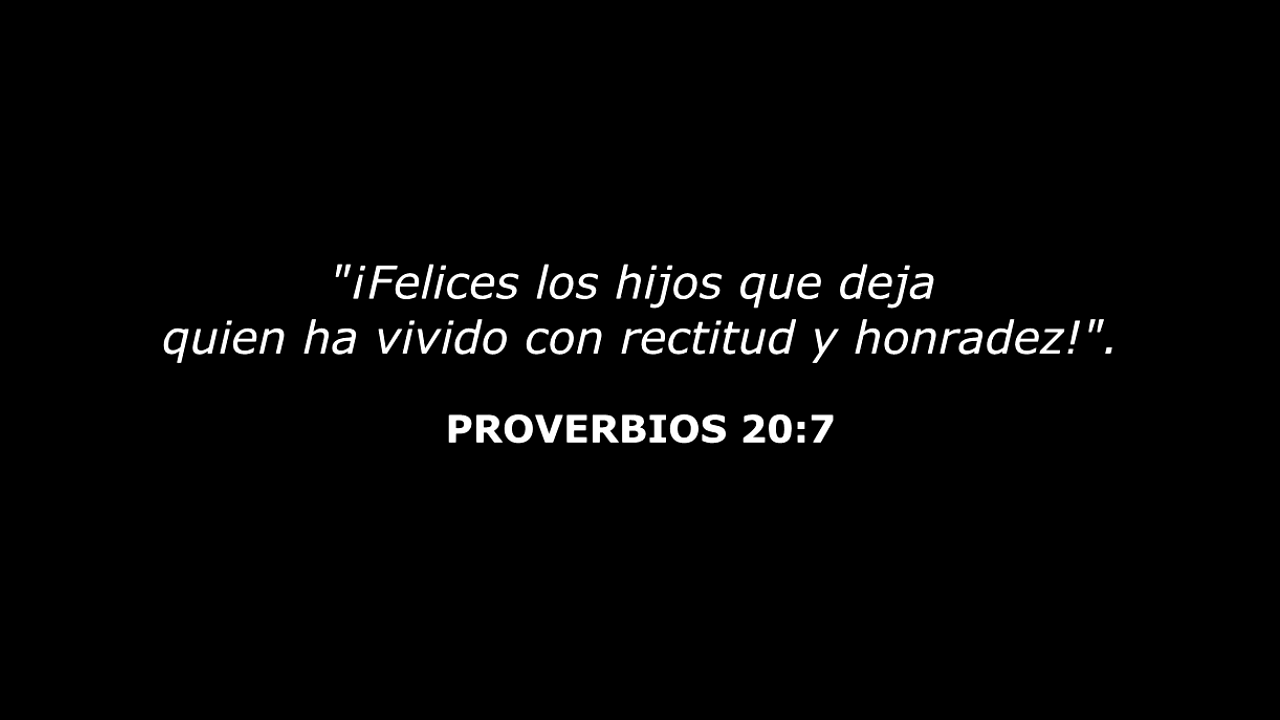 "¡Felices los hijos que deja
quien ha vivido con rectitud y honradez!".
PROVERBIOS 20:7